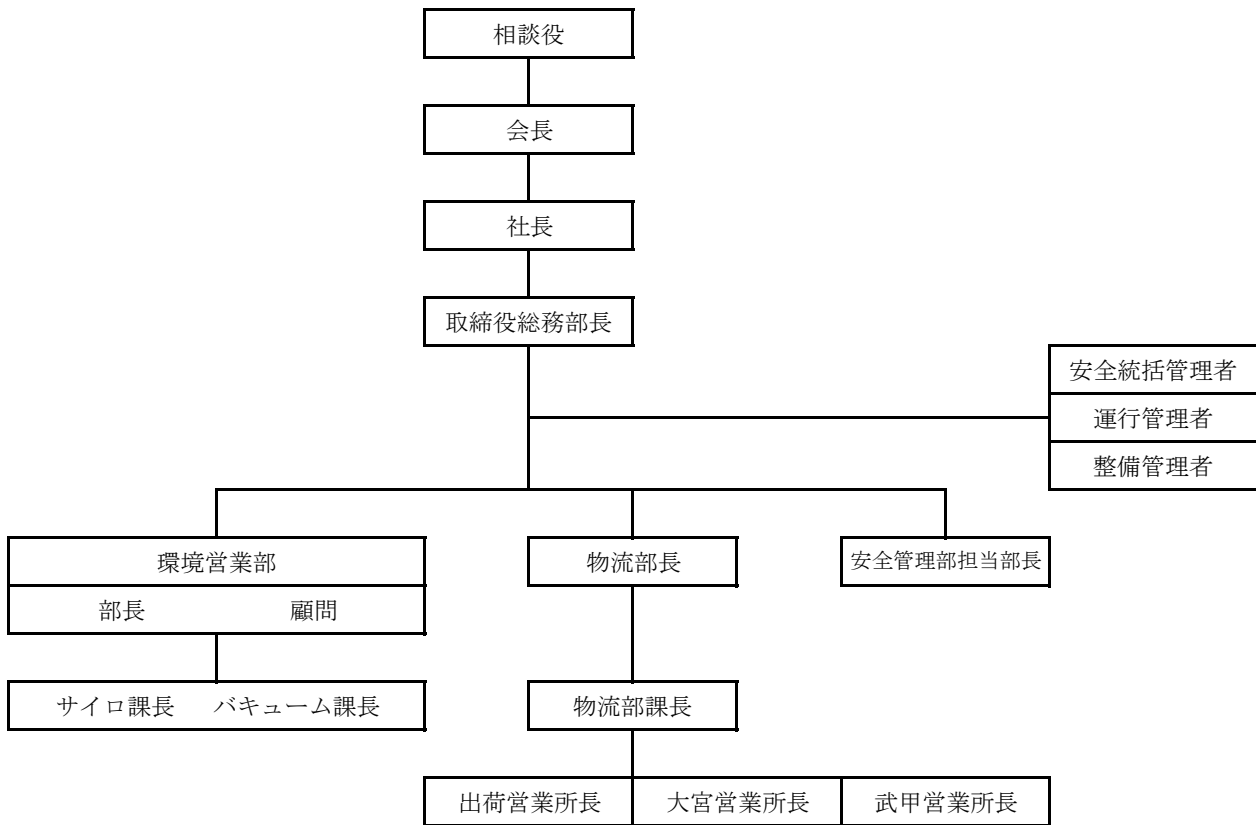 相談役
会長
社長
取締役総務部長
安全統括管理者
運行管理者
整備管理者
環境営業部
部長 顧問
物流部長
安全管理部担当部長
サイロ課長 バキューム課長
物流部課長
出荷営業所長
大宮営業所長
武甲営業所長